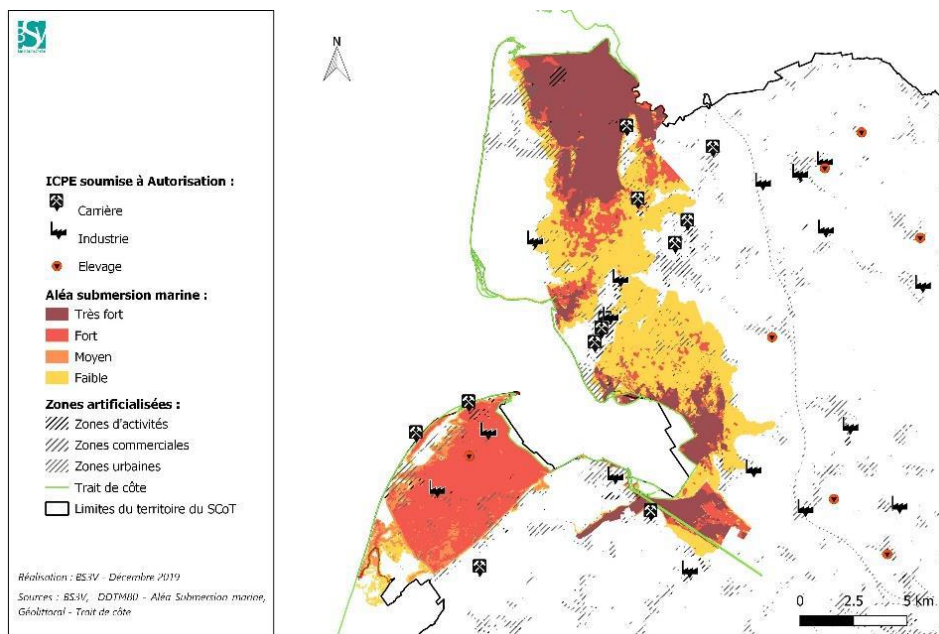 BS3V
ICPE soumise à Autorisation :
Carrière
Industrie
Elevage
Aléa submersion marine :
Très fort
Fort
Moyen
Faible
Zones artificialisées :
Zones d'activités
Zones commerciales
Zones urbaines
Trait de côte
Limites du territoire du SCoT
Réalisation : BS3V - Décembre 2019
Sources : BS3V, DDTM80 - Aléa Submersion marine,
Géolittoral - Trait de côte
N
0 2.5 5 km